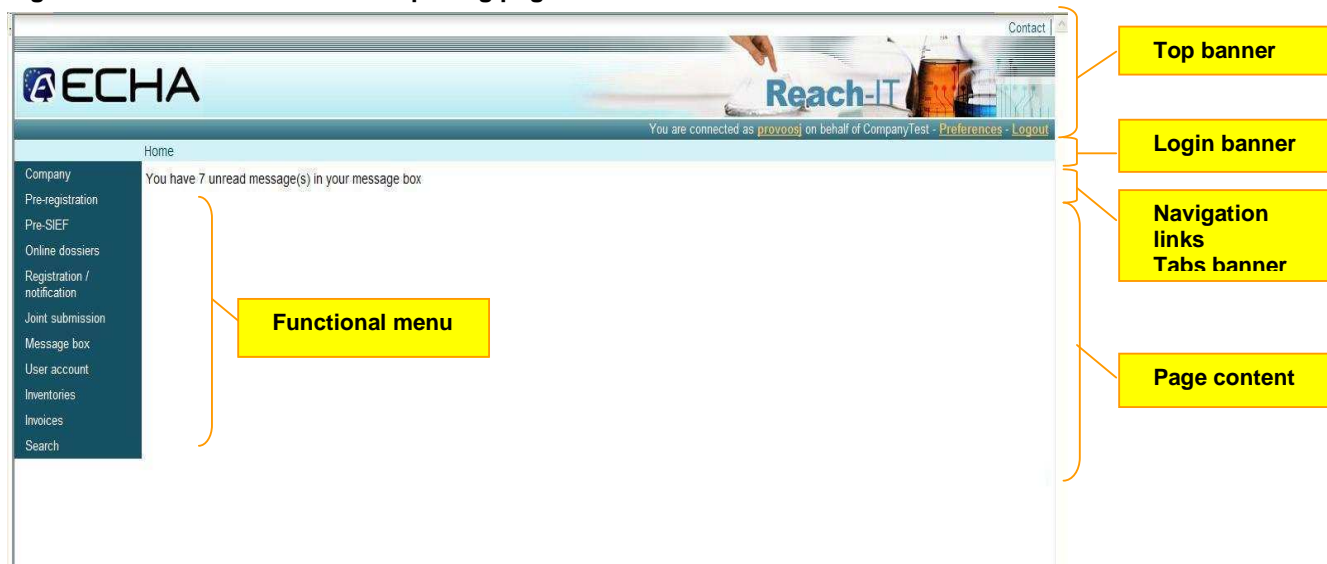 Contact |
ECHA
Reach-IT
You are connected as provoosj on behalf of CompanyTest - Preferences - Logout
Home
You have 7 unread message(s) in your message box
Company
Pre-registration
Pre-SIEF
Online dossiers
Registration /
notification
Joint submission
Message box
User account
Inventories
Invoices
Search
Functional menu
Top banner
Login banner
Navigation
links
Tabs banner
Page content